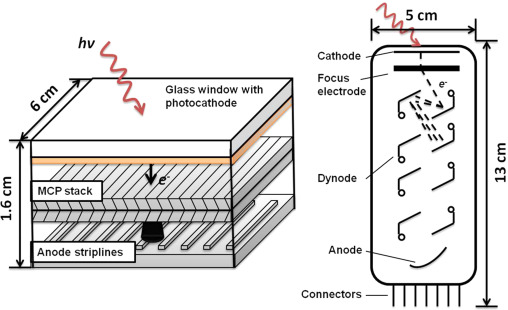 hν
6 cm
Glass window with
photocathode
1.6 cm
e-
MCP stack
Anode striplines
5 cm
Cathode
Focus
electrode
e-
Dynode
13 cm
Anode
Connectors